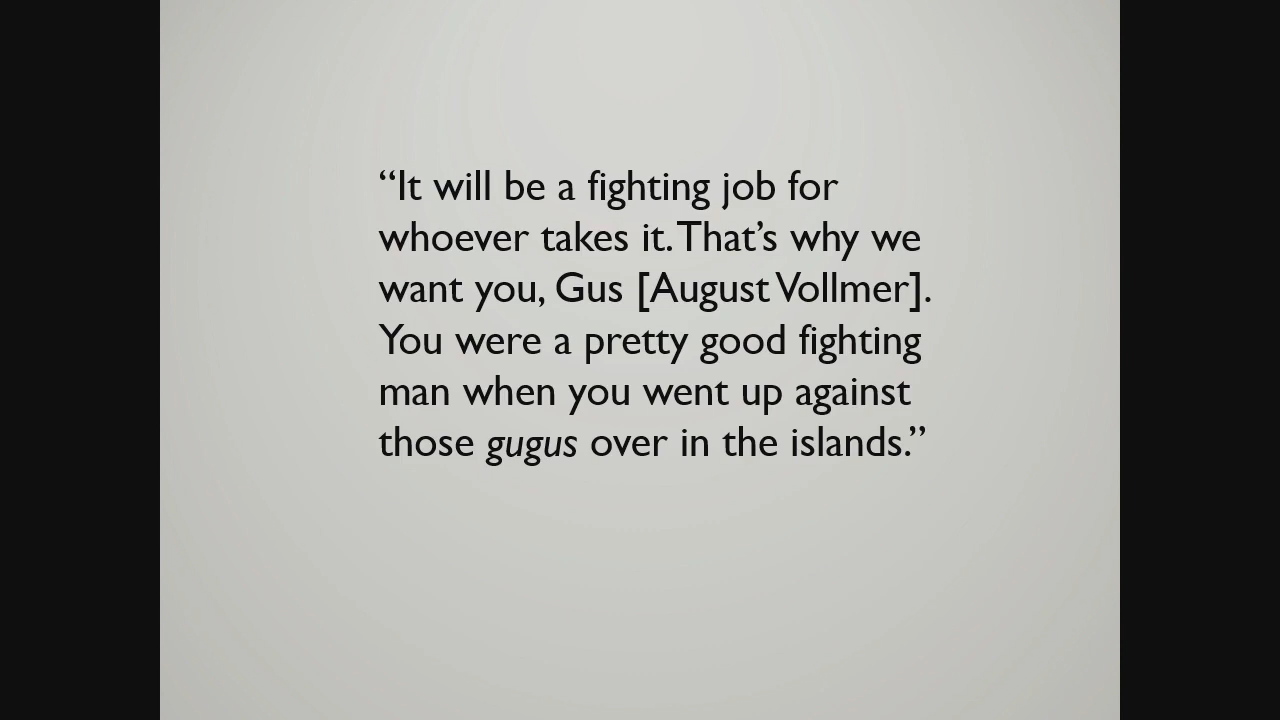 “It will be a fighting job for
whoever takes it. That’s why we
want you, Gus [August Vollmer].
You were a pretty good fighting
man when you went up against
those gugus over in the islands.”